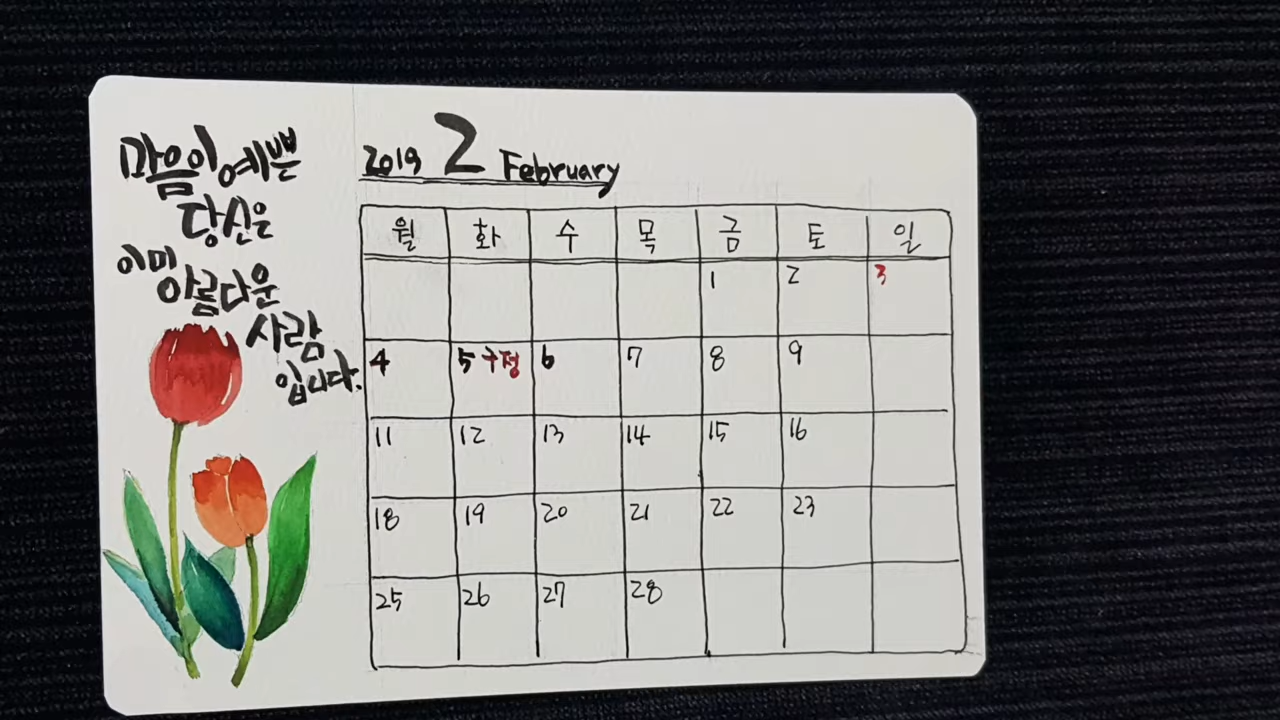 마음이 예쁜
당신은
이미
아름다운
사람
입니다.
2019 2 February
월 화 수 목 금 토 일
1 2 3
4 5 구정 6 7 8 9
11 12 13 14 15 16
18 19 20 21 22 23
25 26 27 28